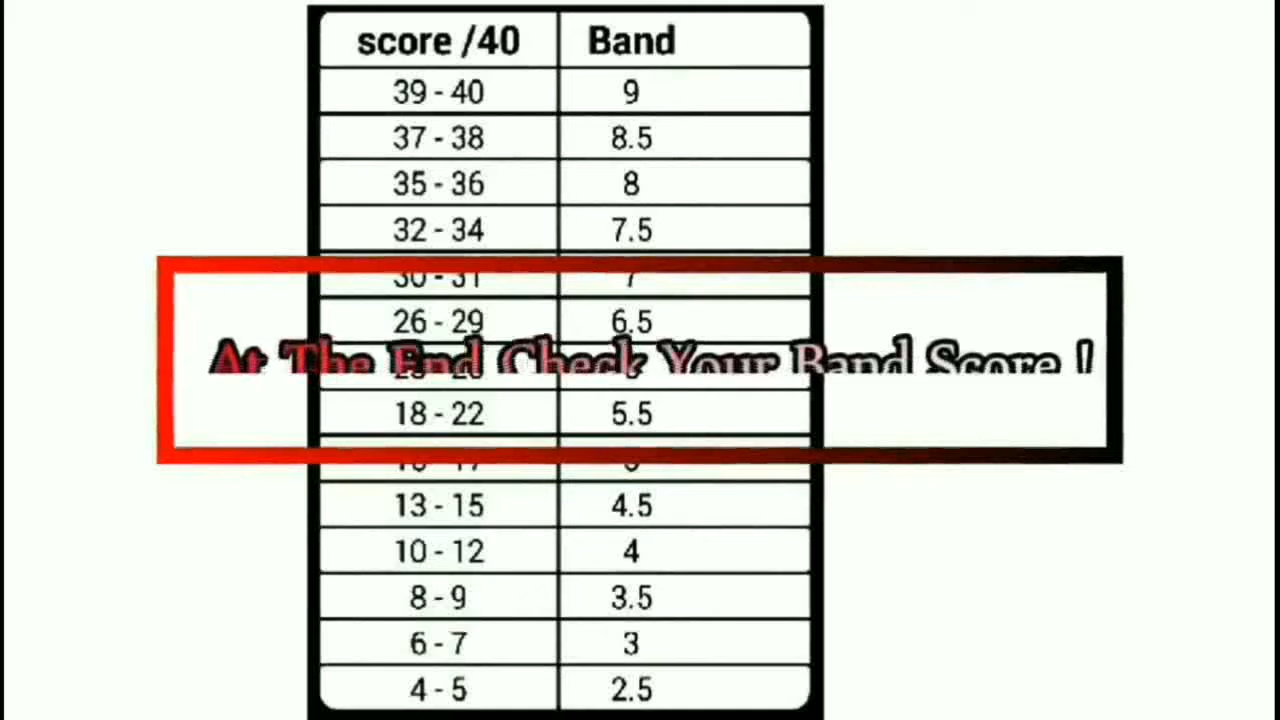 score /40 Band
39 - 40 9
37 - 38 8.5
35 - 36 8
32 - 34 7.5
30 - 31 7
26 - 29 6.5
At The End Check Your Band Score !
18 - 22 5.5
13 - 15 4.5
10 - 12 4
8 - 9 3.5
6 - 7 3
4 - 5 2.5